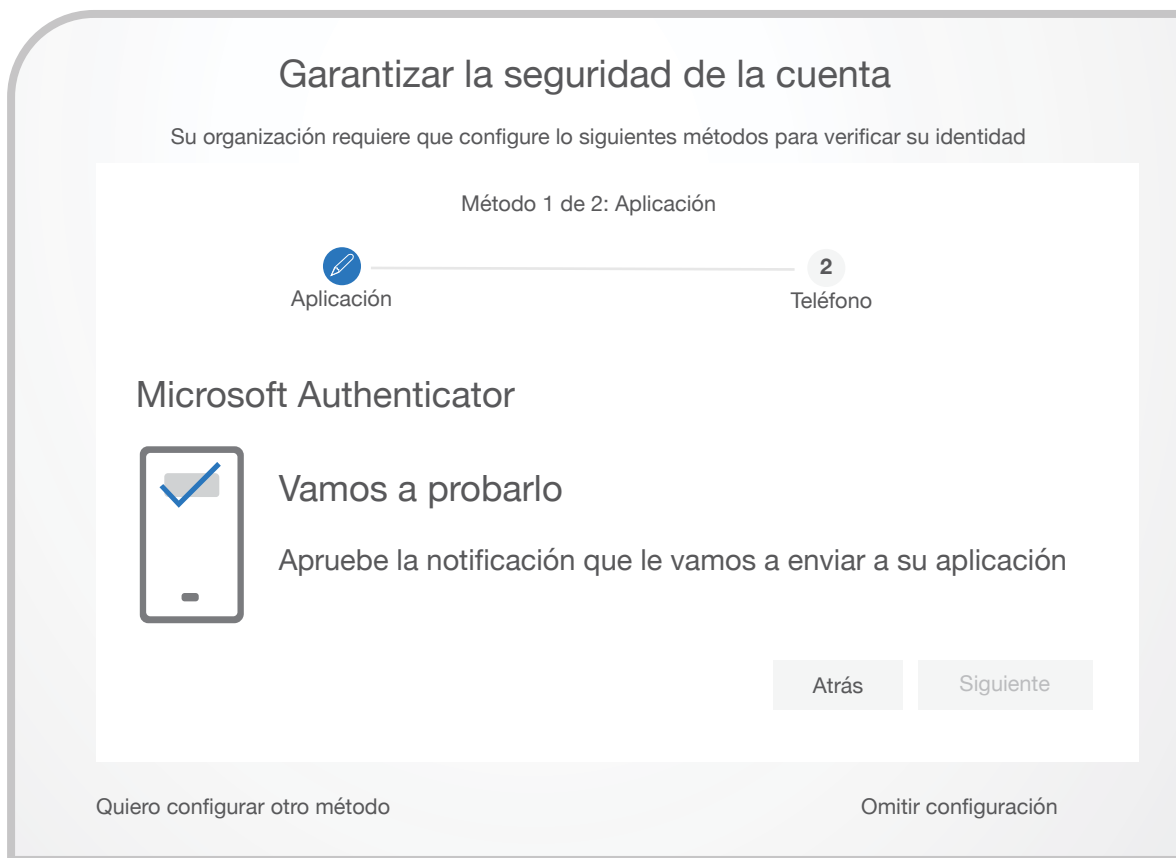 Garantizar la seguridad de la cuenta
Su organización requiere que configure lo siguientes métodos para verificar su identidad
Método 1 de 2: Aplicación
2
Aplicación
Teléfono
Microsoft Authenticator
Vamos a probarlo
Apruebe la notificación que le vamos a enviar a su aplicación
Atrás
Siguiente
Quiero configurar otro método
Omitir configuración